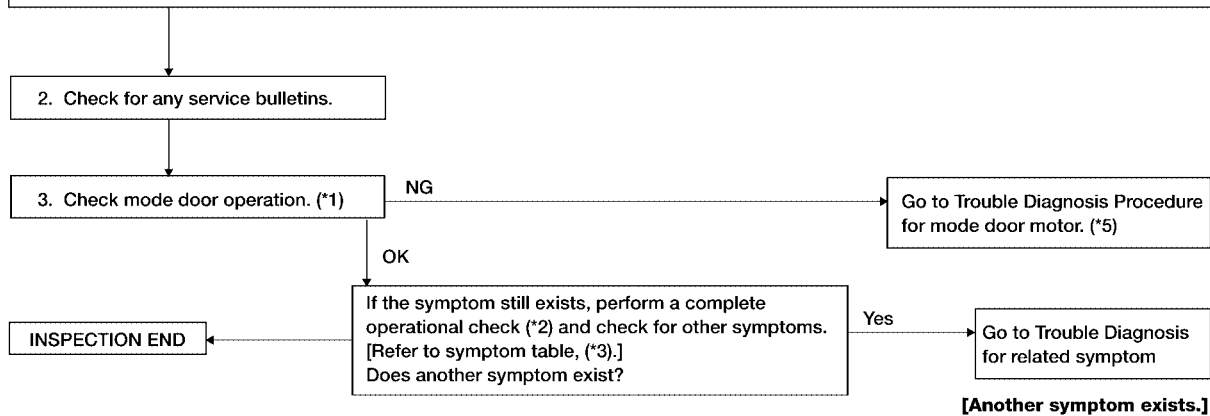 2. Check for any service bulletins.
3. Check mode door operation. (*1)
NG
Go to Trouble Diagnosis Procedure
for mode door motor. (*5)
OK
If the symptom still exists, perform a complete
operational check (*2) and check for other symptoms.
[Refer to symptom table, (*3).]
Does another symptom exist?
Yes
INSPECTION END
Go to Trouble Diagnosis
for related symptom
[Another symptom exists.]